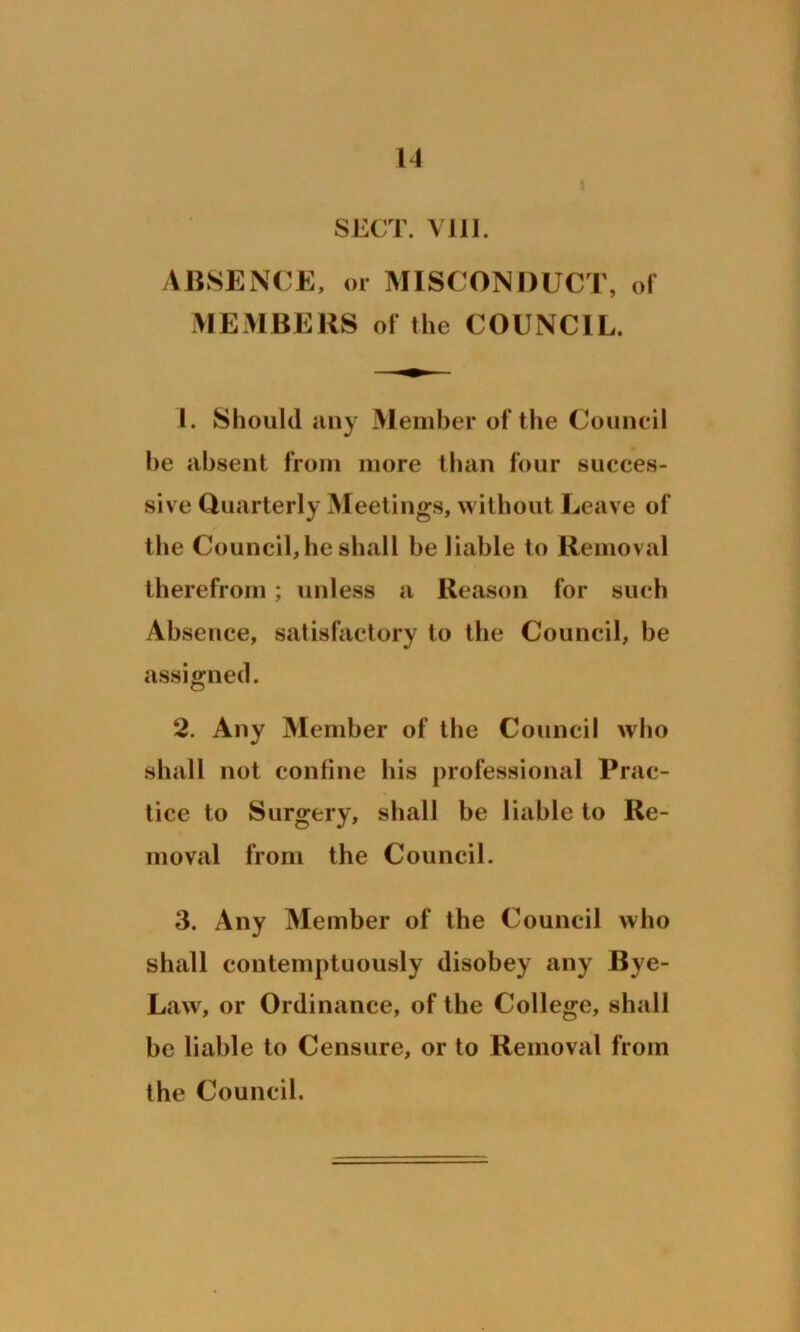 14
SECT. VIII.
ABSENCE, or MISCONDUCT, of
MEMBERS of the COUNCIL.
1. Should any Member of the Council
be absent from more than four succes-
sive Quarterly Meetings, without Leave of
the Council, he shall be liable to Removal
therefrom; unless a Reason for such
Absence, satisfactory to the Council, be
assigned.
2. Any Member of the Council who
shall not confine his professional Prac-
tice to Surgery, shall be liable to Re-
moval from the Council.
3. Any Member of the Council who
shall contemptuously disobey any Bye-
Law, or Ordinance, of the College, shall
be liable to Censure, or to Removal from
the Council.